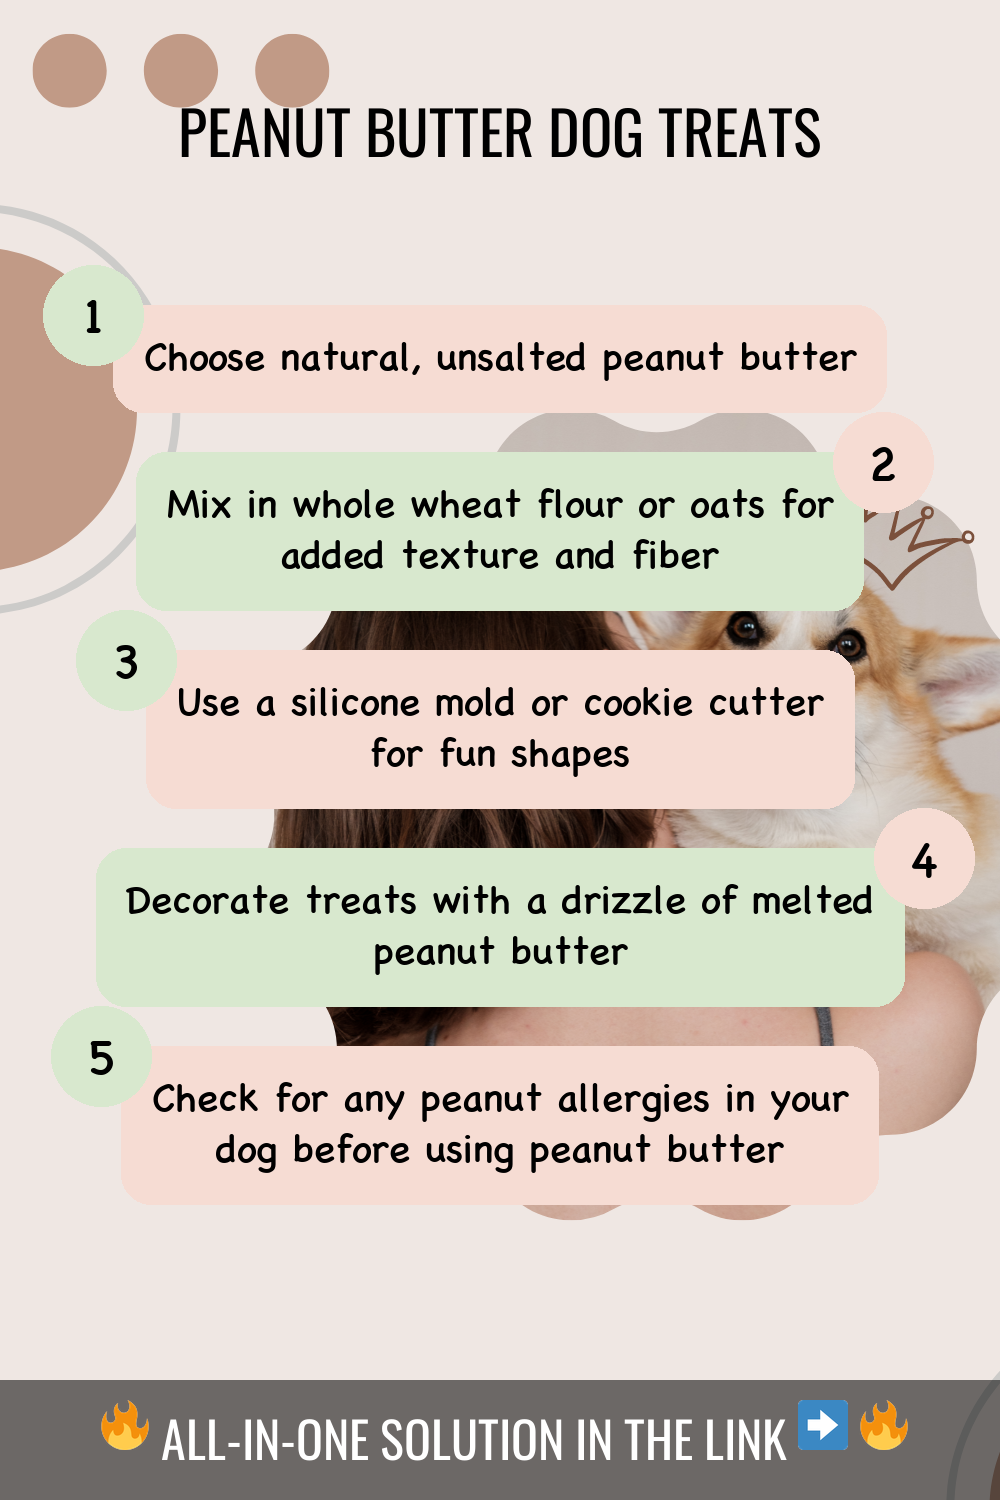 PEANUT BUTTER DOG TREATS
1
Choose natural, unsalted peanut butter
2
Mix in whole wheat flour or oats for
added texture and fiber
3
Use a silicone mold or cookie cutter
for fun shapes
4
Decorate treats with a drizzle of melted
peanut butter
5
Check for any peanut allergies in your
dog before using peanut butter
🔥 ALL-IN-ONE SOLUTION IN THE LINK ➡️ 🔥